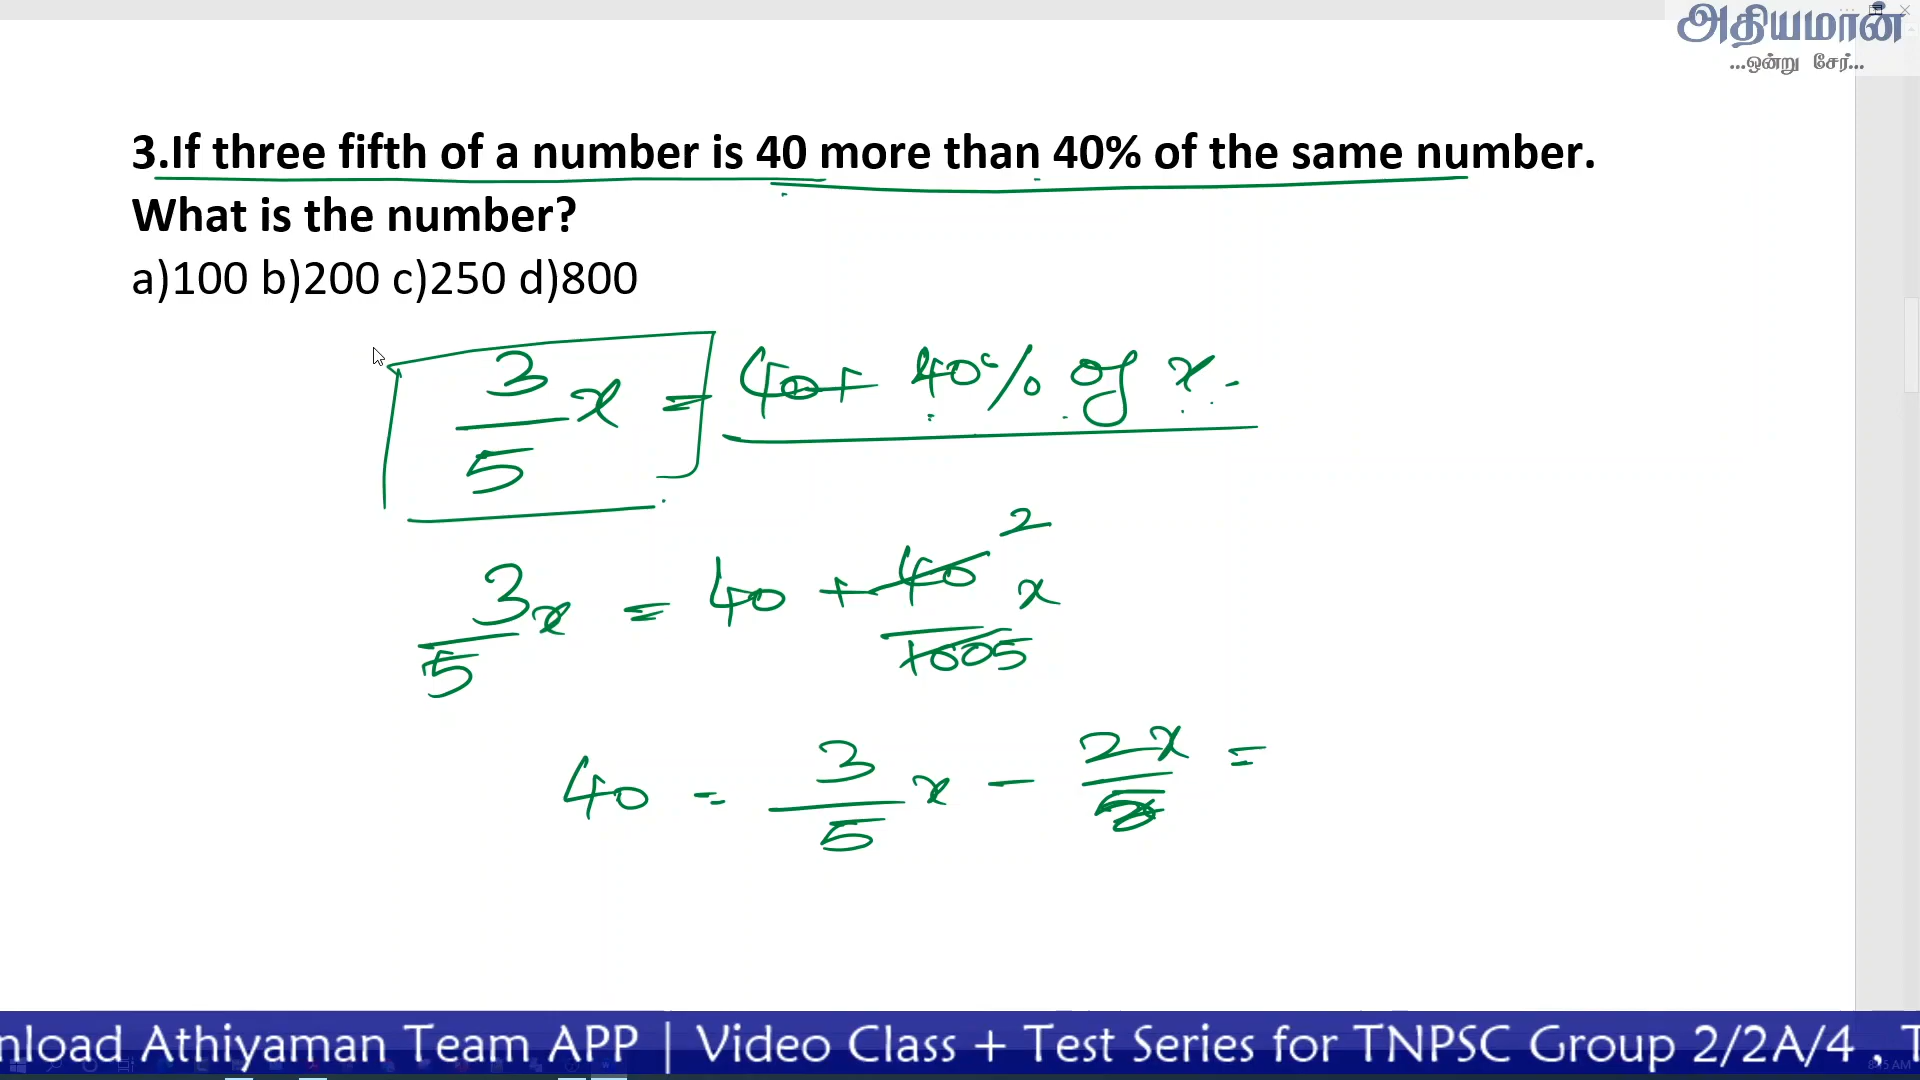 அதியமான்
...ஒன்று சேர்...
3.If three fifth of a number is 40 more than 40% of the same number.
What is the number?
a)100 b)200 c)250 d)800
3/5 x = 40+ 40% of x
3/5 x = 40 + 40/100 x 2 5
40 = 3/5 x - 2x/5 =
nload Athiyaman Team APP | Video Class + Test Series for TNPSC Group 2/2A/4 , T